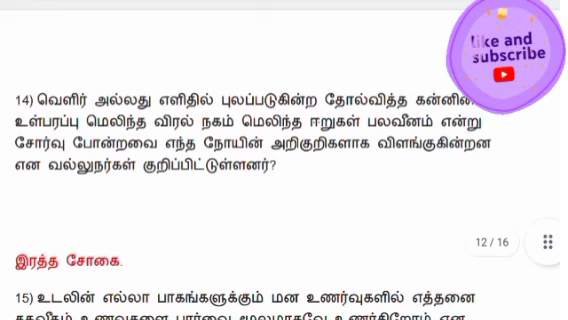 like and
subscribe
14) வெளிர் அல்லது எளிதில் புலப்படுகின்ற தோல்வித்த
உள்பரப்பு மெலிந்த விரல் நகம் மெலிந்த ஈறுகள் பலவீனம் என்று
சோர்வு போன்றவை எந்த நோயின் அறிகுறிகளாக விளங்குகின்றன
என வல்லுநர்கள் குறிப்பிட்டுள்ளனர்?
12 / 16
இரத்த சோகை.
15) உடலின் எல்லா பாகங்களுக்கும் மன உணர்வுகளில் எத்தனை